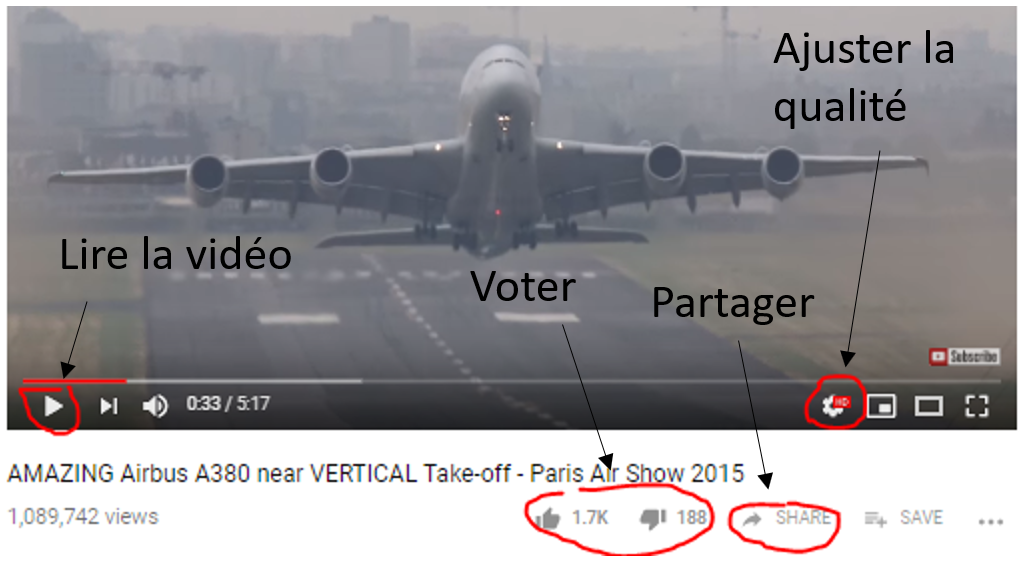 Ajuster la
qualité
Lire la vidéo
Voter
Partager
Subscribe
HD
0:33 / 5:17
AMAZING Airbus A380 near VERTICAL Take-off - Paris Air Show 2015
1,089,742 views
1.7K
188
SHARE
SAVE